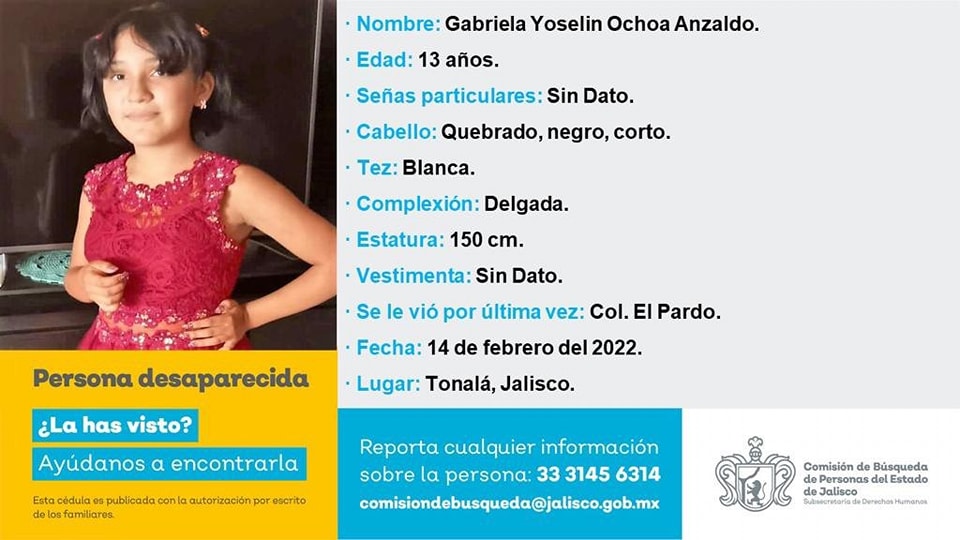 · Nombre: Gabriela Yoselin Ochoa Anzaldo.
· Edad: 13 años.
· Señas particulares: Sin Dato.
· Cabello: Quebrado, negro, corto.
· Tez: Blanca.
· Complexión: Delgada.
· Estatura: 150 cm.
· Vestimenta: Sin Dato.
· Se le vió por última vez: Col. El Pardo.
· Fecha: 14 de febrero del 2022.
· Lugar: Tonalá, Jalisco.
Persona desaparecida
¿La has visto?
Ayúdanos a encontrarla
Esta cédula es publicada con la autorización por escrito
de los familiares.
Reporta cualquier información
sobre la persona: 33 3145 6314
comisiondebusqueda@jalisco.gob.mx
Comisión de Búsqueda
de Personas del Estado
de Jalisco
Subsecretaría de Derechos Humanos